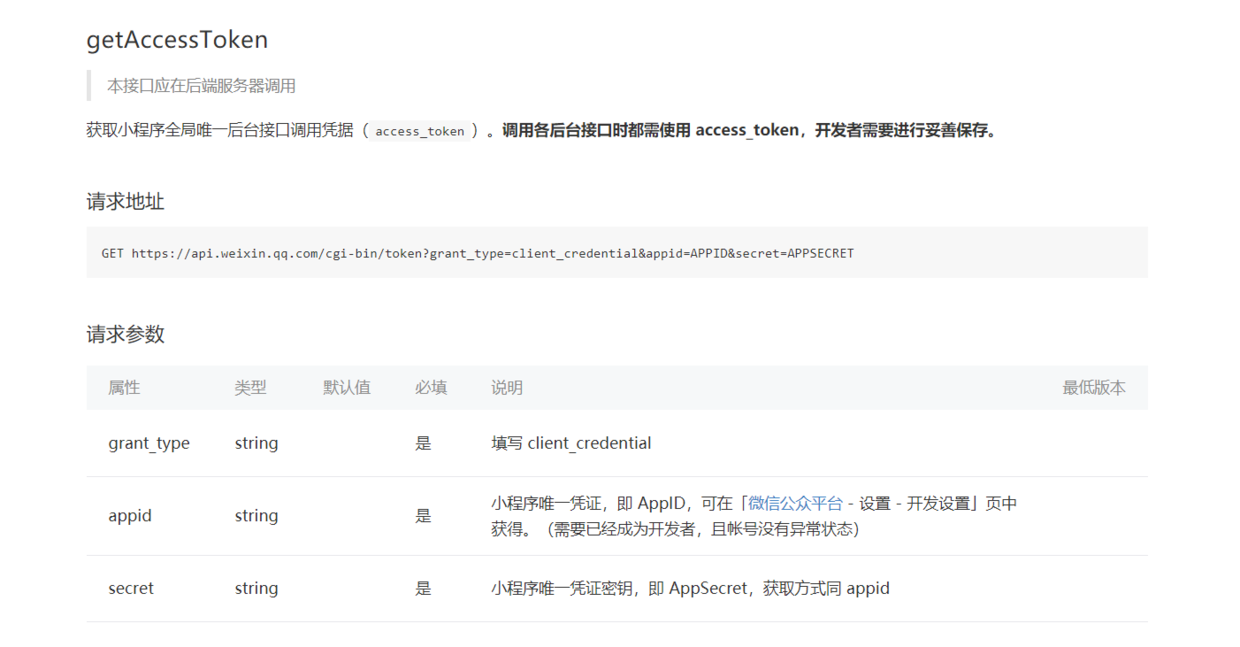 getAccessToken
本接口应在后端服务器调用
获取小程序全局唯一后台接口调用凭据（access_token）。调用各后台接口时都需使用 access_token，开发者需要进行妥善保存。
请求地址
GET https://api.weixin.qq.com/cgi-bin/token?grant_type=client_credential&appid=APPID&secret=APPSECRET
请求参数
属性 类型 默认值 必填 说明 最低版本
grant_type string 是 填写 client_credential
appid string 是 小程序唯一凭证，即 AppID，可在「微信公众平台 - 设置 - 开发设置」页中
获得。（需要已经成为开发者，且帐号没有异常状态）
secret string 是 小程序唯一凭证密钥，即 AppSecret，获取方式同 appid